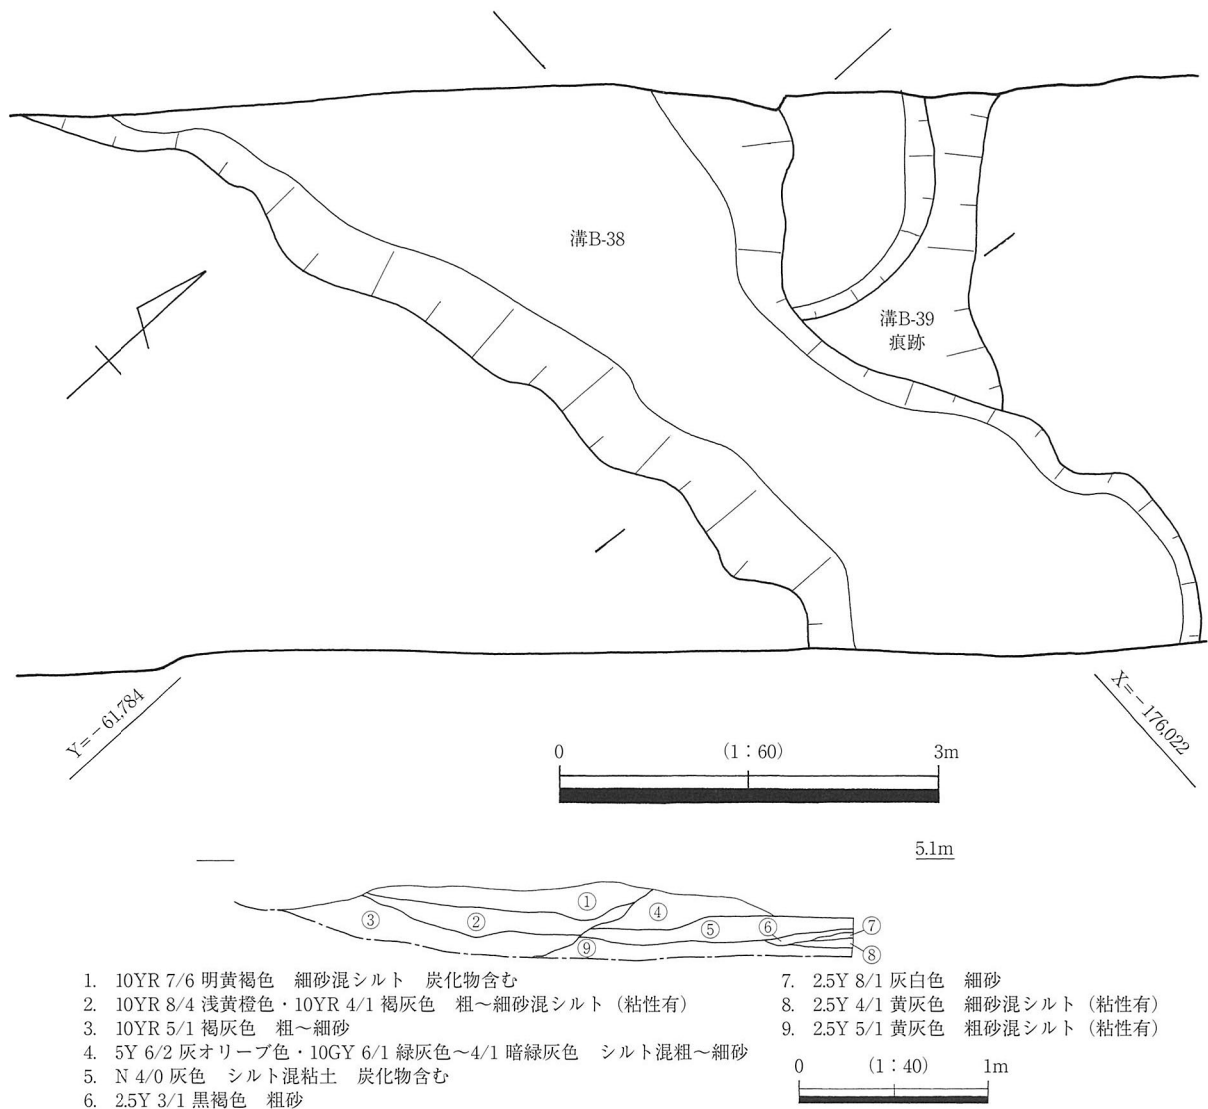 溝B-38
溝B-39
痕跡
Y=－61,784
X=－176,022
0 (1：60) 3m
5.1m
①
②
③
④
⑤
⑥
⑦
⑧
⑨
1. 10YR 7/6 明黄褐色 細砂混シルト 炭化物含む
2. 10YR 8/4 浅黄橙色・10YR 4/1 褐灰色 粗～細砂混シルト（粘性有）
3. 10YR 5/1 褐灰色 粗～細砂
4. 5Y 6/2 灰オリーブ色・10GY 6/1 緑灰色～4/1 暗緑灰色 シルト混粗～細砂
5. N 4/0 灰色 シルト混粘土 炭化物含む
6. 2.5Y 3/1 黒褐色 粗砂
7. 2.5Y 8/1 灰白色 細砂
8. 2.5Y 4/1 黄灰色 細砂混シルト（粘性有）
9. 2.5Y 5/1 黄灰色 粗砂混シルト（粘性有）
0 (1：40) 1m